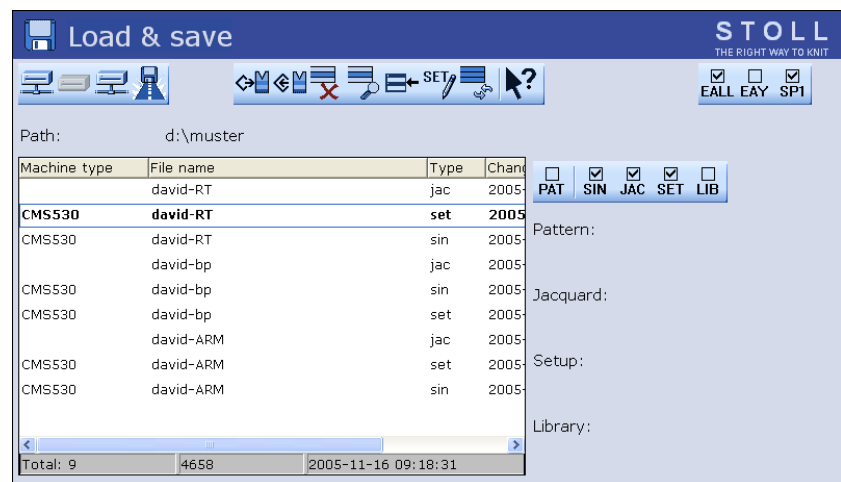 Load & save
STOLL
THE RIGHT WAY TO KNIT
SET
?
EALL EAY SP1
Path: d:\muster
Machine type File name Type Chan
david-RT jac 2005-
CMS530 david-RT set 2005
CMS530 david-RT sin 2005-
david-bp jac 2005-
CMS530 david-bp sin 2005-
CMS530 david-bp set 2005-
david-ARM jac 2005-
CMS530 david-ARM set 2005-
CMS530 david-ARM sin 2005-
Total: 9 4658 2005-11-16 09:18:31
PAT SIN JAC SET LIB
Pattern:
Jacquard:
Setup:
Library: